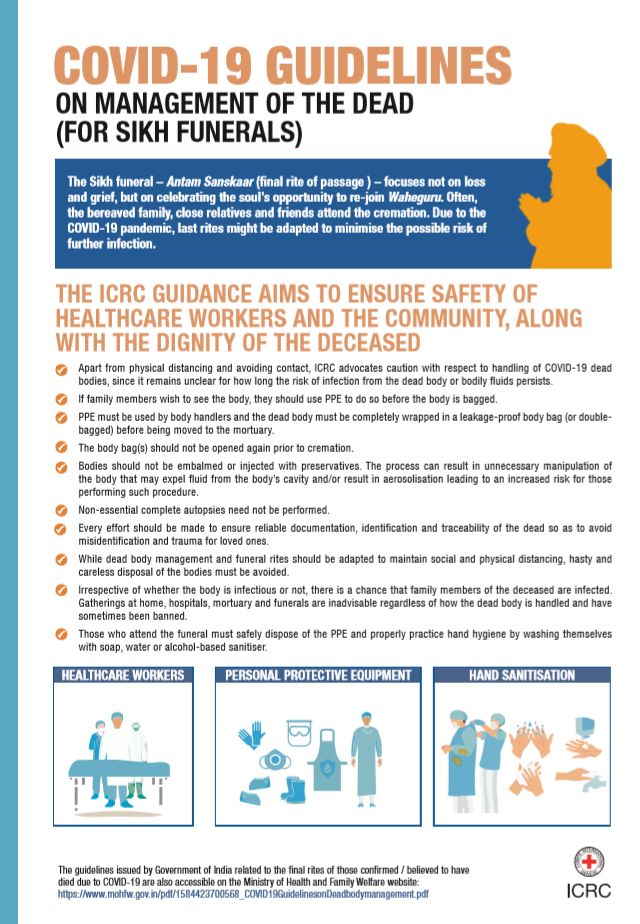 COVID-19 GUIDELINES
ON MANAGEMENT OF THE DEAD
(FOR SIKH FUNERALS)
The Sikh funeral – Antam Sanskaar (final rite of passage ) – focuses not on loss
and grief, but on celebrating the soul's opportunity to re-join Waheguru. Often,
the bereaved family, close relatives and friends attend the cremation. Due to the
COVID-19 pandemic, last rites might be adapted to minimise the possible risk of
further infection.
THE ICRC GUIDANCE AIMS TO ENSURE SAFETY OF
HEALTHCARE WORKERS AND THE COMMUNITY, ALONG
WITH THE DIGNITY OF THE DECEASED
Apart from physical distancing and avoiding contact, ICRC advocates caution with respect to handling of COVID-19 dead
bodies, since it remains unclear for how long the risk of infection from the dead body or bodily fluids persists.
If family members wish to see the body, they should use PPE to do so before the body is bagged.
PPE must be used by body handlers and the dead body must be completely wrapped in a leakage-proof body bag (or double-
bagged) before being moved to the mortuary.
The body bag(s) should not be opened again prior to cremation.
Bodies should not be embalmed or injected with preservatives. The process can result in unnecessary manipulation of
the body that may expel fluid from the body's cavity and/or result in aerosolisation leading to an increased risk for those
performing such procedure.
Non-essential complete autopsies need not be performed.
Every effort should be made to ensure reliable documentation, identification and traceability of the dead so as to avoid
misidentification and trauma for loved ones.
While dead body management and funeral rites should be adapted to maintain social and physical distancing, hasty and
careless disposal of the bodies must be avoided.
Irrespective of whether the body is infectious or not, there is a chance that family members of the deceased are infected.
Gatherings at home, hospitals, mortuary and funerals are inadvisable regardless of how the dead body is handled and have
sometimes been banned.
Those who attend the funeral must safely dispose of the PPE and properly practice hand hygiene by washing themselves
with soap, water or alcohol-based sanitiser.
HEALTHCARE WORKERS
PERSONAL PROTECTIVE EQUIPMENT
HAND SANITISATION
The guidelines issued by Government of India related to the final rites of those confirmed / believed to have
died due to COVID-19 are also accessible on the Ministry of Health and Family Welfare website:
https://www.mohfw.gov.in/pdf/1584423700568_COVID19GuidelinesonDeadbodymanagement.pdf
ICRC